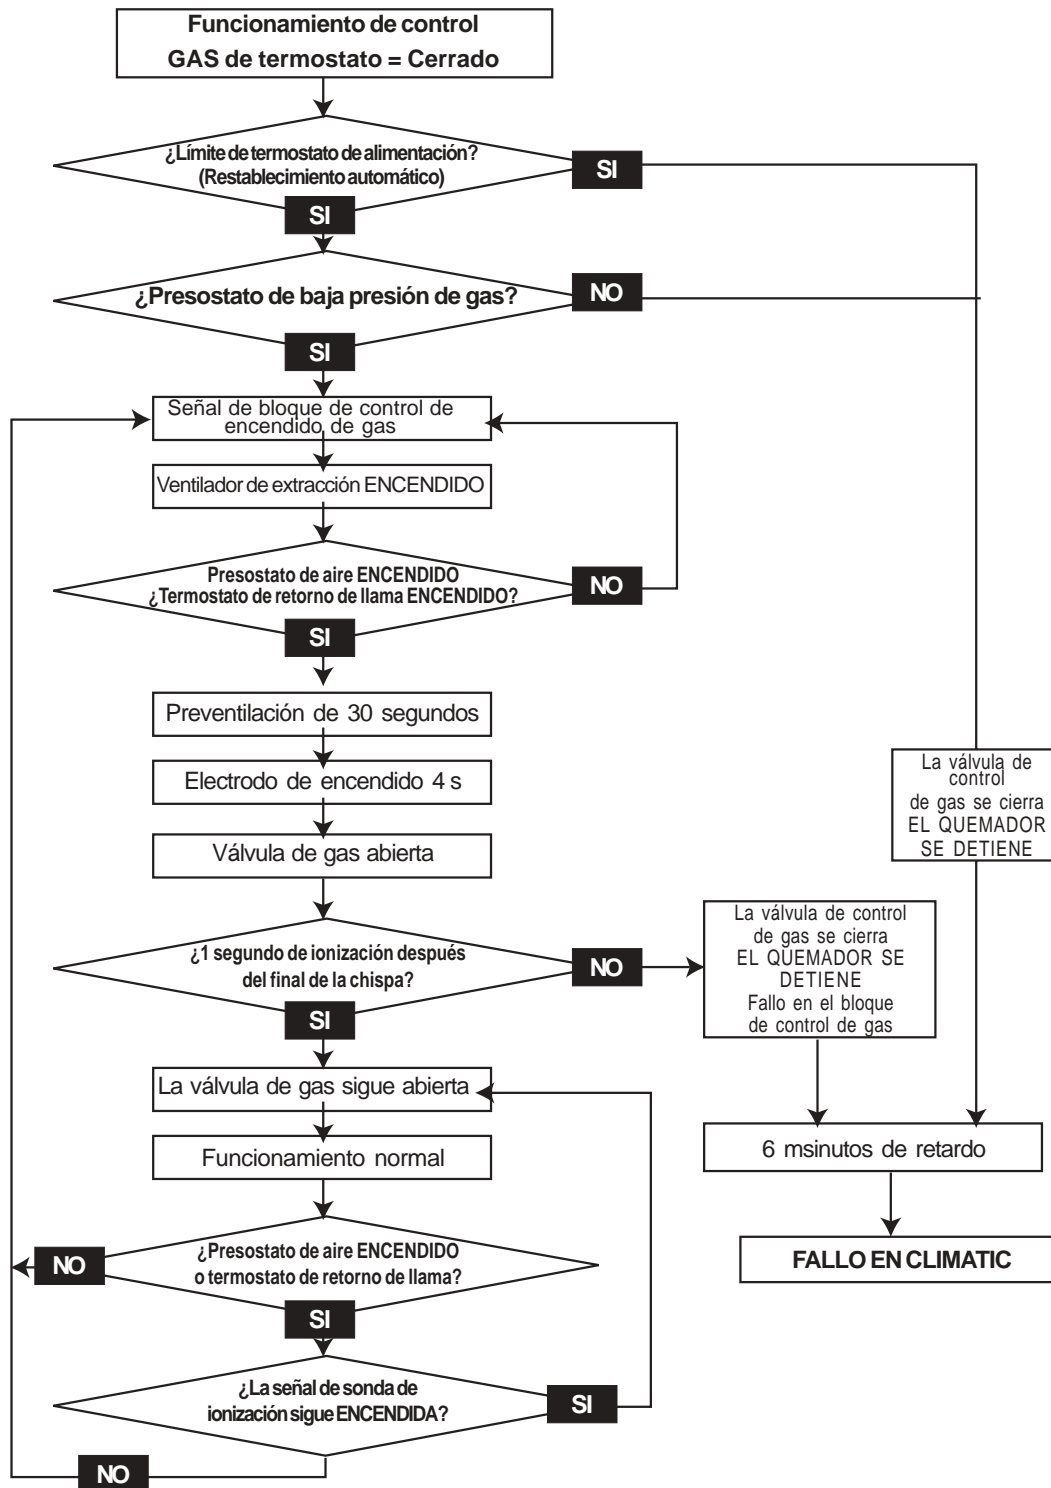 Funcionamiento de control
GAS de termostato = Cerrado
¿Límite de termostato de alimentación?
(Restablecimiento automático)
SI
SI
¿Presostato de baja presión de gas?
NO
SI
Señal de bloque de control de
encendido de gas
Ventilador de extracción ENCENDIDO
Presostato de aire ENCENDIDO
¿Termostato de retorno de llama ENCENDIDO?
NO
SI
Preventilación de 30 segundos
Electrodo de encendido 4 s
Válvula de gas abierta
La válvula de
control
de gas se cierra
EL QUEMADOR
SE DETIENE
¿1 segundo de ionización después
del final de la chispa?
NO
SI
La válvula de control
de gas se cierra
EL QUEMADOR SE
DETIENE
Fallo en el bloque
de control de gas
La válvula de gas sigue abierta
Funcionamiento normal
6 msinutos de retardo
FALLO EN CLIMATIC
¿Presostato de aire ENCENDIDO
o termostato de retorno de llama?
NO
SI
¿La señal de sonda de
ionización sigue ENCENDIDA?
SI
NO